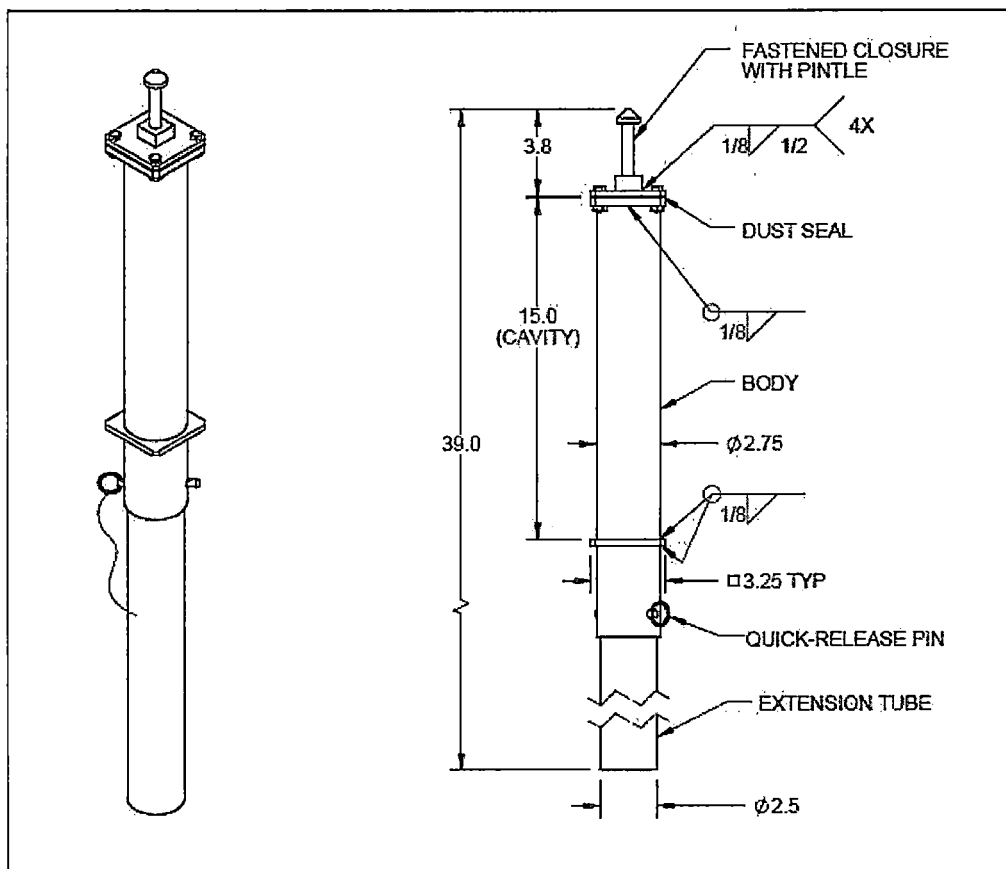 FASTENED CLOSURE
WITH PINTLE
3.8
1/8 1/2 4X
DUST SEAL
15.0
(CAVITY)
1/8
BODY
39.0
Ø2.75
1/8
□3.25 TYP
QUICK-RELEASE PIN
EXTENSION TUBE
Ø2.5